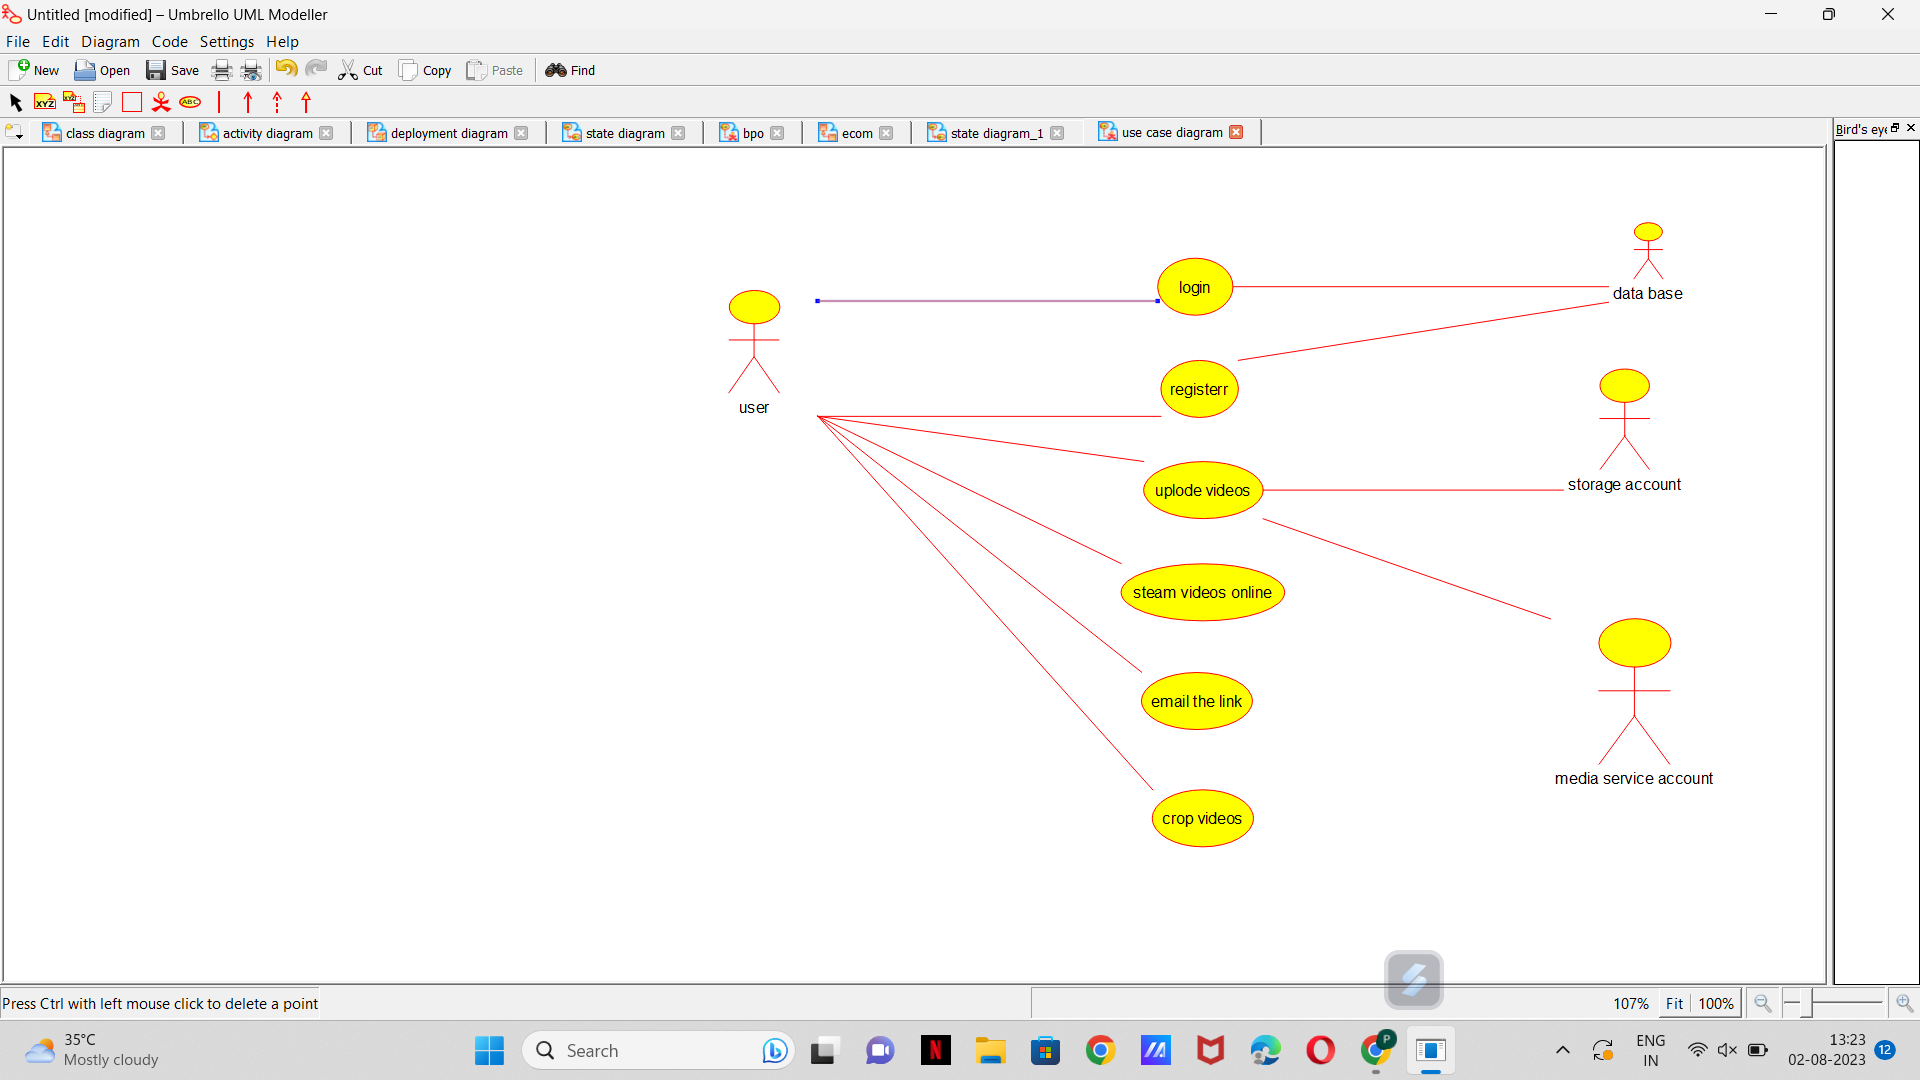 Untitled [modified] – Umbrello UML Modeller
File Edit Diagram Code Settings Help
New Open Save Cut Copy Paste Find
XYZ XYZ ABC
class diagram activity diagram deployment diagram state diagram bpo ecom state diagram_1 use case diagram
Bird's eye
login
data base
user
registerr
storage account
uplode videos
steam videos online
email the link
media service account
crop videos
Press Ctrl with left mouse click to delete a point
107% Fit 100%
35°C
Mostly cloudy
Search
N
P
ENG
IN
13:23
02-08-2023
12